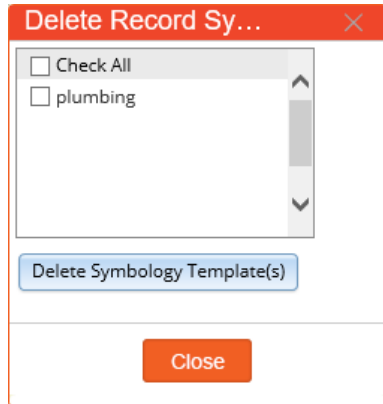 Delete Record Sy...
Check All
plumbing
Delete Symbology Template(s)
Close